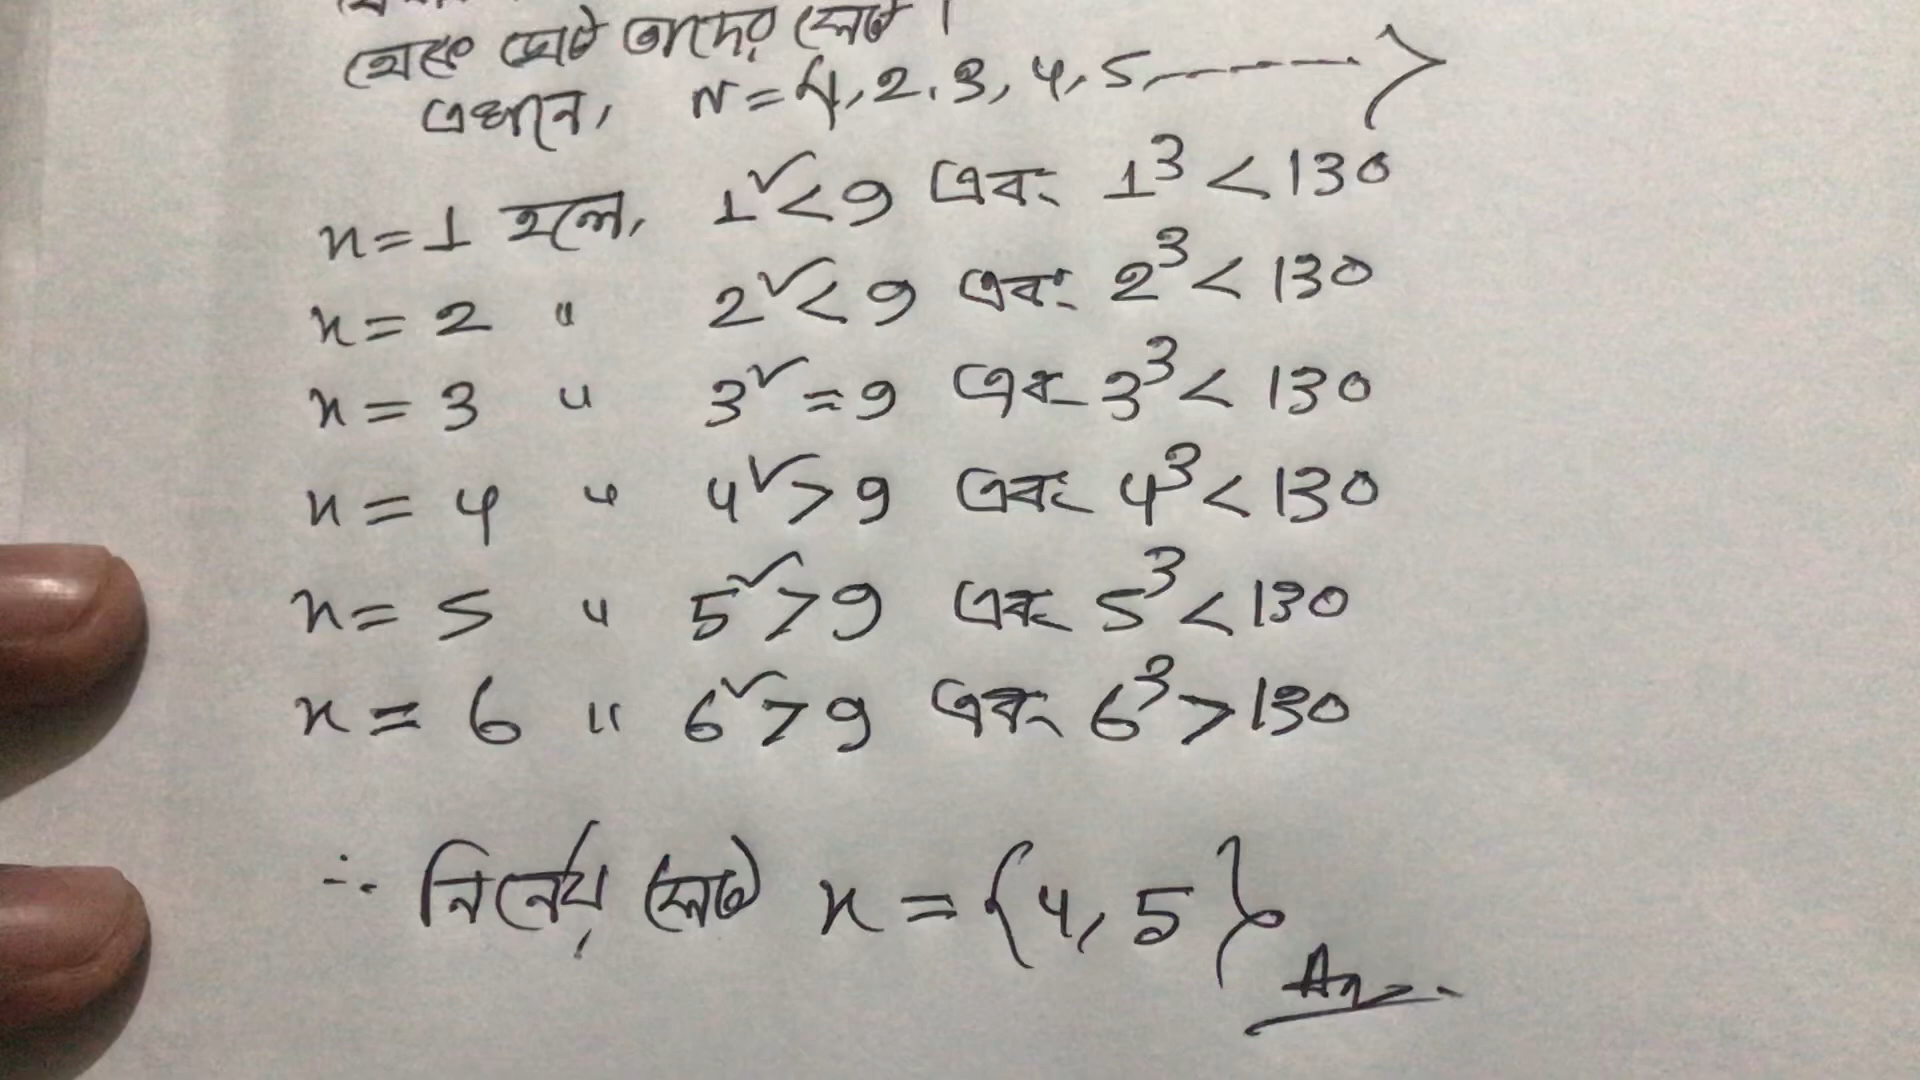 থেকে ছোট তাদের সেট।
এখানে, N = {1, 2, 3, 4, 5, ------}
x = 1 হলে, 1² < 9 এবং 1³ < 130
x = 2 " 2² < 9 এবং 2³ < 130
x = 3 " 3² = 9 এবং 3³ < 130
x = 4 " 4² > 9 এবং 4³ < 130
x = 5 " 5² > 9 এবং 5³ < 130
x = 6 " 6² > 9 এবং 6³ > 130
∴ নির্ণেয় সেট x = {4, 5}
Ans.